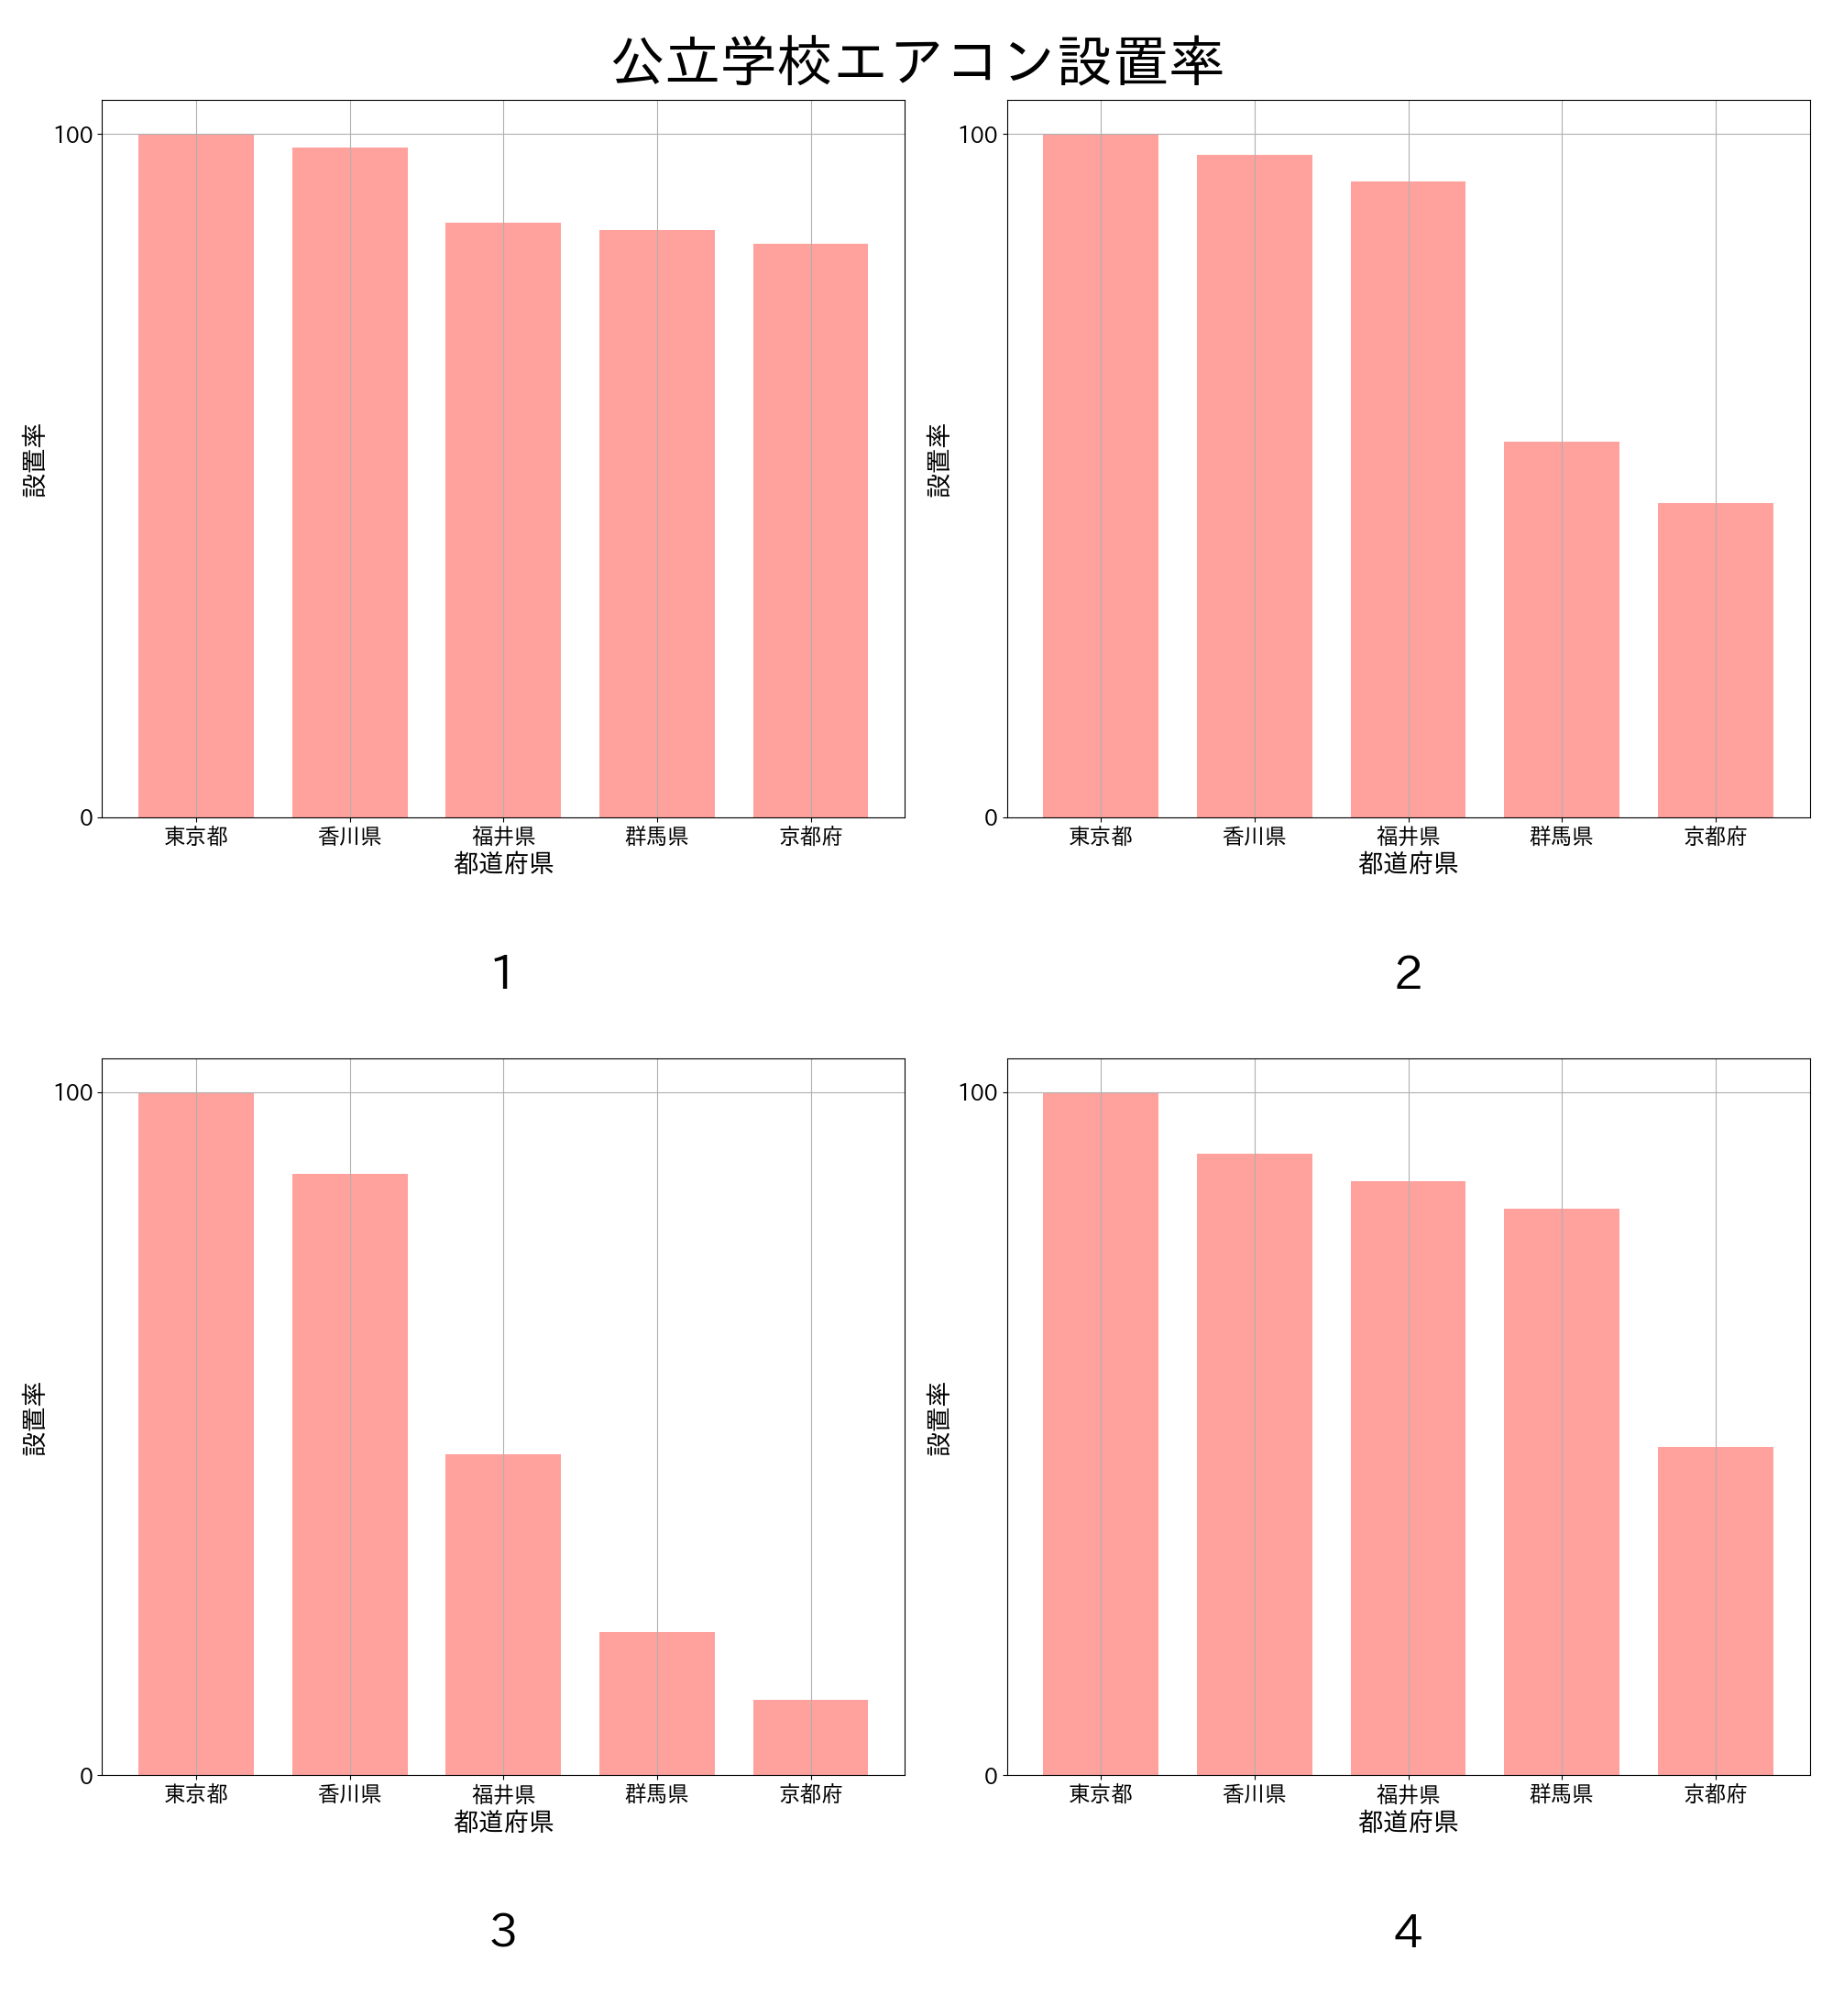 公立学校エアコン設置率
100
0
設置率
東京都 香川県 福井県 群馬県 京都府
都道府県
1
100
0
設置率
東京都 香川県 福井県 群馬県 京都府
都道府県
2
100
0
設置率
東京都 香川県 福井県 群馬県 京都府
都道府県
3
100
0
設置率
東京都 香川県 福井県 群馬県 京都府
都道府県
4